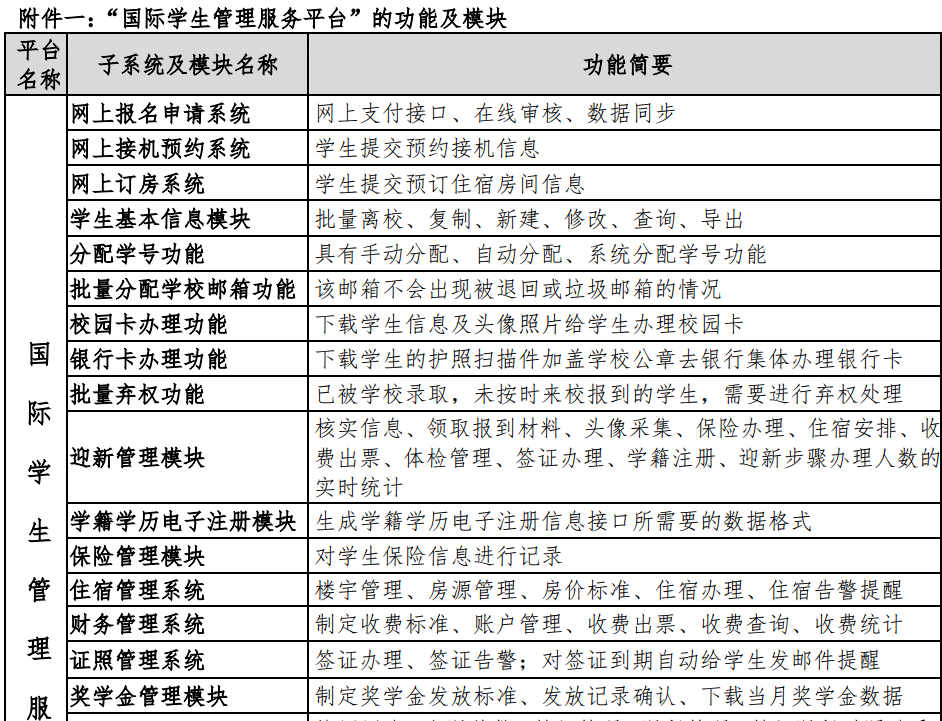 附件一：“国际学生管理服务平台”的功能及模块
平台名称 子系统及模块名称 功能简要
国际学生管理服
网上报名申请系统 网上支付接口、在线审核、数据同步
网上接机预约系统 学生提交预约接机信息
网上订房系统 学生提交预订住宿房间信息
学生基本信息模块 批量离校、复制、新建、修改、查询、导出
分配学号功能 具有手动分配、自动分配、系统分配学号功能
批量分配学校邮箱功能 该邮箱不会出现被退回或垃圾邮箱的情况
校园卡办理功能 下载学生信息及头像照片给学生办理校园卡
银行卡办理功能 下载学生的护照扫描件加盖学校公章去银行集体办理银行卡
批量弃权功能 已被学校录取，未按时来校报到的学生，需要进行弃权处理
迎新管理模块 核实信息、领取报到材料、头像采集、保险办理、住宿安排、收
费出票、体检管理、签证办理、学籍注册、迎新步骤办理人数的
实时统计
学籍学历电子注册模块 生成学籍学历电子注册信息接口所需要的数据格式
保险管理模块 对学生保险信息进行记录
住宿管理系统 楼宇管理、房源管理、房价标准、住宿办理、住宿告警提醒
财务管理系统 制定收费标准、账户管理、收费出票、收费查询、收费统计
证照管理系统 签证办理、签证告警；对签证到期自动给学生发邮件提醒
奖学金管理模块 制定奖学金发放标准、发放记录确认、下载当月奖学金数据